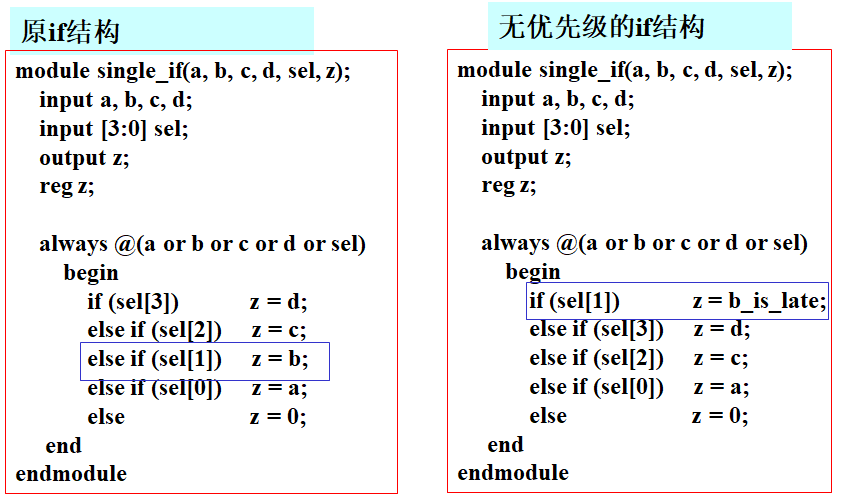 原if结构
module single_if(a, b, c, d, sel, z);
input a, b, c, d;
input [3:0] sel;
output z;
reg z;
always @(a or b or c or d or sel)
begin
if (sel[3]) z = d;
else if (sel[2]) z = c;
else if (sel[1]) z = b;
else if (sel[0]) z = a;
else z = 0;
end
endmodule
无优先级的if结构
module single_if(a, b, c, d, sel, z);
input a, b, c, d;
input [3:0] sel;
output z;
reg z;
always @(a or b or c or d or sel)
begin
if (sel[1]) z = b_is_late;
else if (sel[3]) z = d;
else if (sel[2]) z = c;
else if (sel[0]) z = a;
else z = 0;
end
endmodule